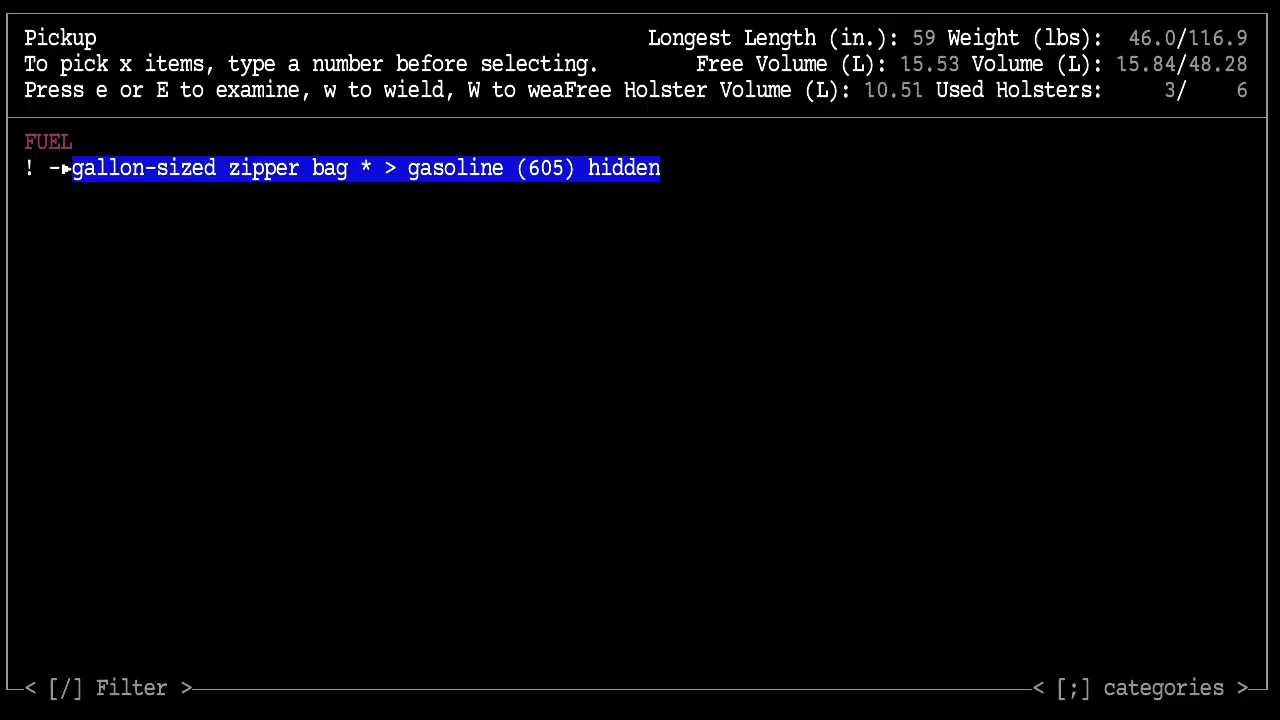 Pickup Longest Length (in.): 59 Weight (lbs): 46.0/116.9
To pick x items, type a number before selecting. Free Volume (L): 15.53 Volume (L): 15.84/48.28
Press e or E to examine, w to wield, W to weaFree Holster Volume (L): 10.51 Used Holsters: 3/ 6
FUEL
! -▸gallon-sized zipper bag * > gasoline (605) hidden
< [/] Filter > < [;] categories >